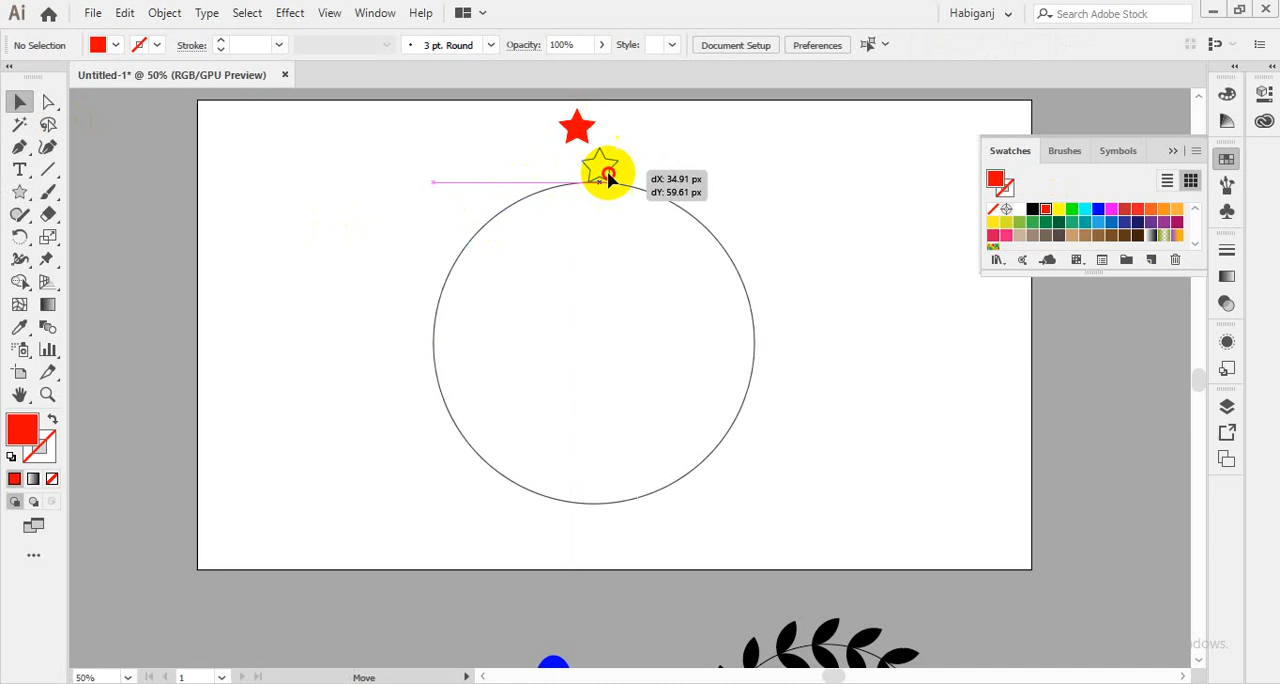 Ai File Edit Object Type Select Effect View Window Help Habiganj Search Adobe Stock
No Selection Stroke: 3 pt. Round Opacity: 100% Style: Document Setup Preferences
Untitled-1* @ 50% (RGB/GPU Preview)
Swatches Brushes Symbols
dX: 34.91 px
dY: 59.61 px
dows.
50% 1 Move